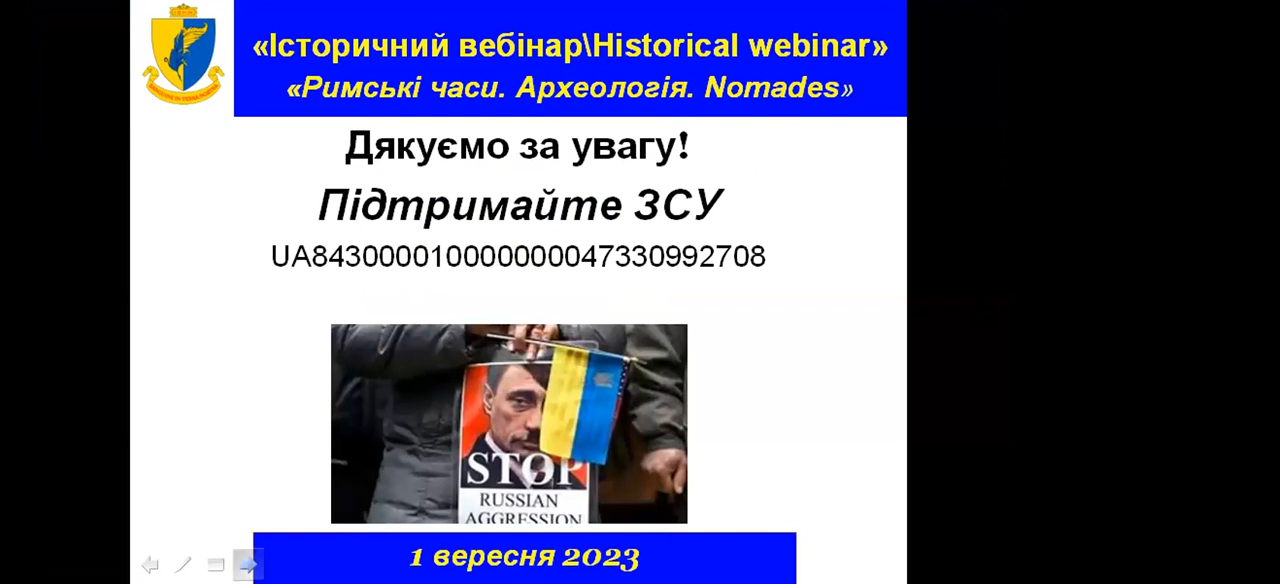 «Історичний вебінар\Historical webinar»
«Римські часи. Археологія. Nomades»
Дякуємо за увагу!
Підтримайте ЗСУ
UA843000010000000047330992708
STOP
RUSSIAN
AGGRESSION
1 вересня 2023